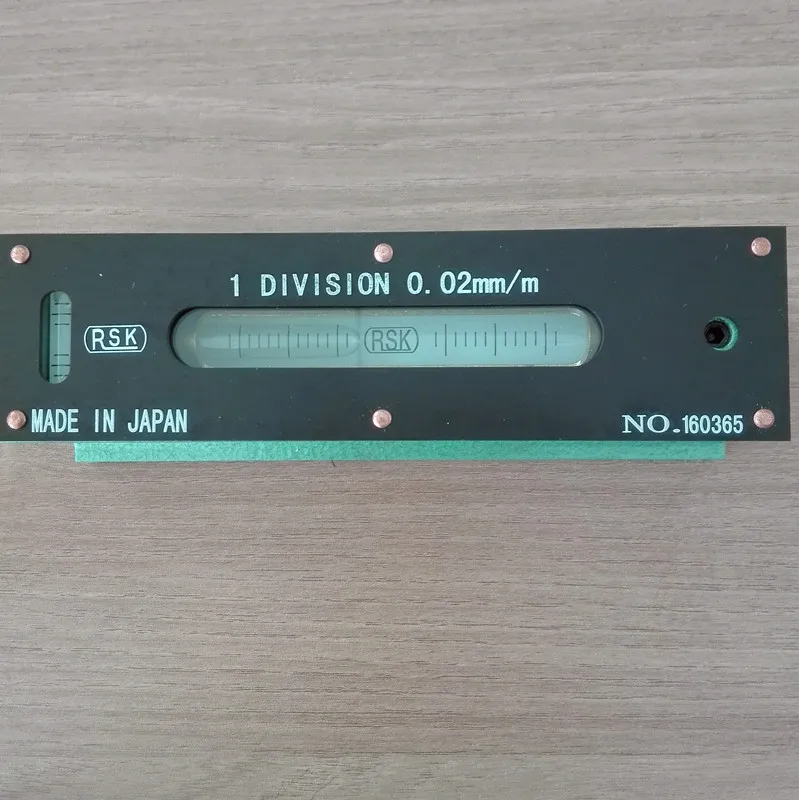 1 DIVISION 0.02mm/m
RSK
RSK
MADE IN JAPAN
NO.160365